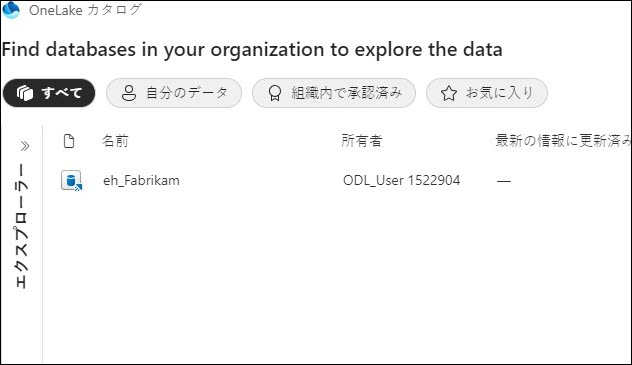 OneLake カタログ
Find databases in your organization to explore the data
すべて 自分のデータ 組織内で承認済み お気に入り
名前 所有者 最新の情報に更新済み
eh_Fabrikam ODL_User 1522904 —
エクスプローラー